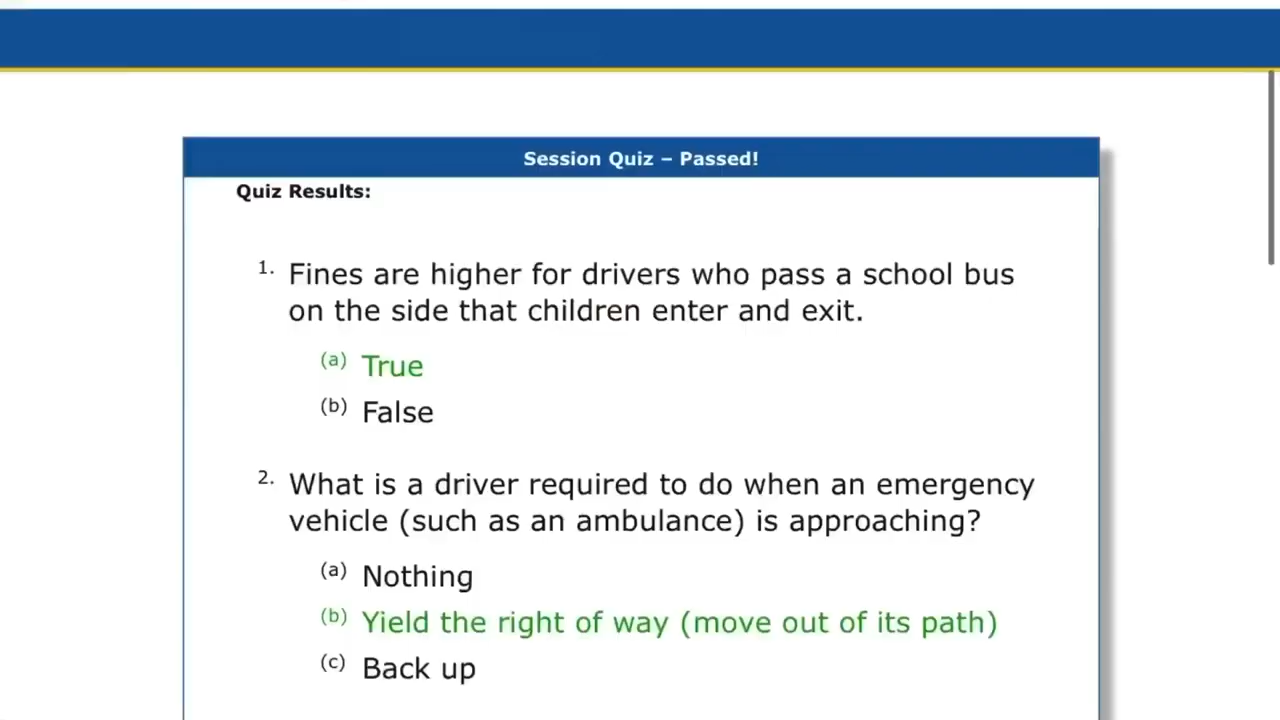 Session Quiz – Passed!
Quiz Results:
1. Fines are higher for drivers who pass a school bus
on the side that children enter and exit.
(a) True
(b) False
2. What is a driver required to do when an emergency
vehicle (such as an ambulance) is approaching?
(a) Nothing
(b) Yield the right of way (move out of its path)
(c) Back up